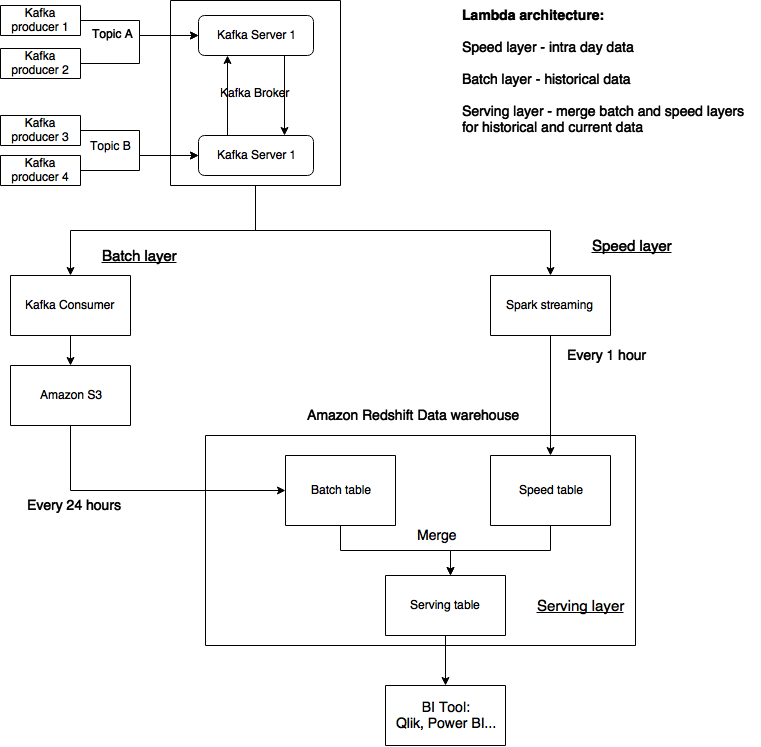 Kafka
producer 1
Topic A
Kafka
producer 2
Kafka Server 1
Kafka Broker
Kafka
producer 3
Topic B
Kafka
producer 4
Kafka Server 1
Lambda architecture:
Speed layer - intra day data
Batch layer - historical data
Serving layer - merge batch and speed layers
for historical and current data
Batch layer
Speed layer
Kafka Consumer
Spark streaming
Every 1 hour
Amazon S3
Amazon Redshift Data warehouse
Every 24 hours
Batch table
Speed table
Merge
Serving table
Serving layer
BI Tool:
Qlik, Power BI...